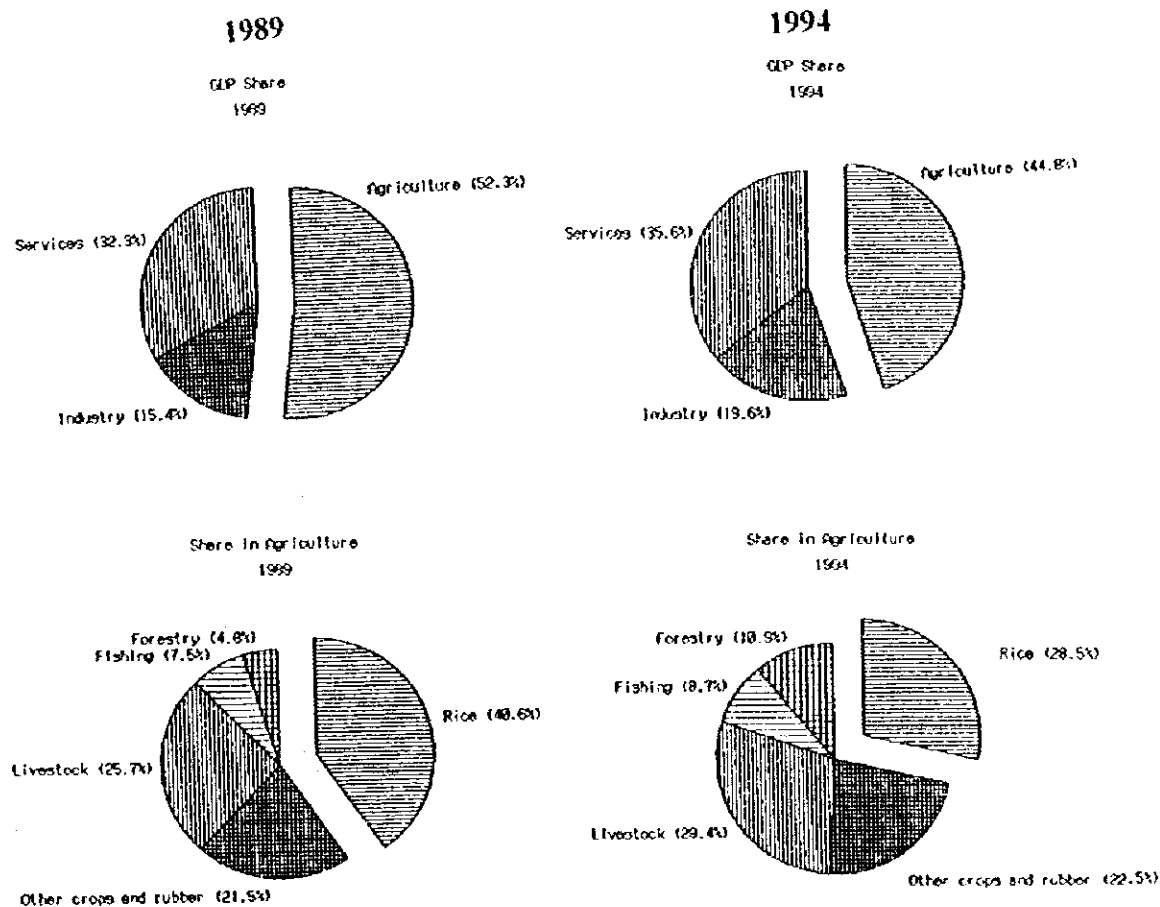 1989
GDP Share
1989
Agriculture (52.3%)
Services (32.3%)
Industry (15.4%)
1994
GDP Share
1994
Agriculture (44.8%)
Services (35.6%)
Industry (19.6%)
Share in Agriculture
1989
Forestry (4.8%)
Fishing (7.5%)
Rice (40.6%)
Livestock (25.7%)
Other crops and rubber (21.5%)
Share in Agriculture
1994
Forestry (10.9%)
Rice (28.5%)
Fishing (8.7%)
Livestock (29.4%)
Other crops and rubber (22.5%)